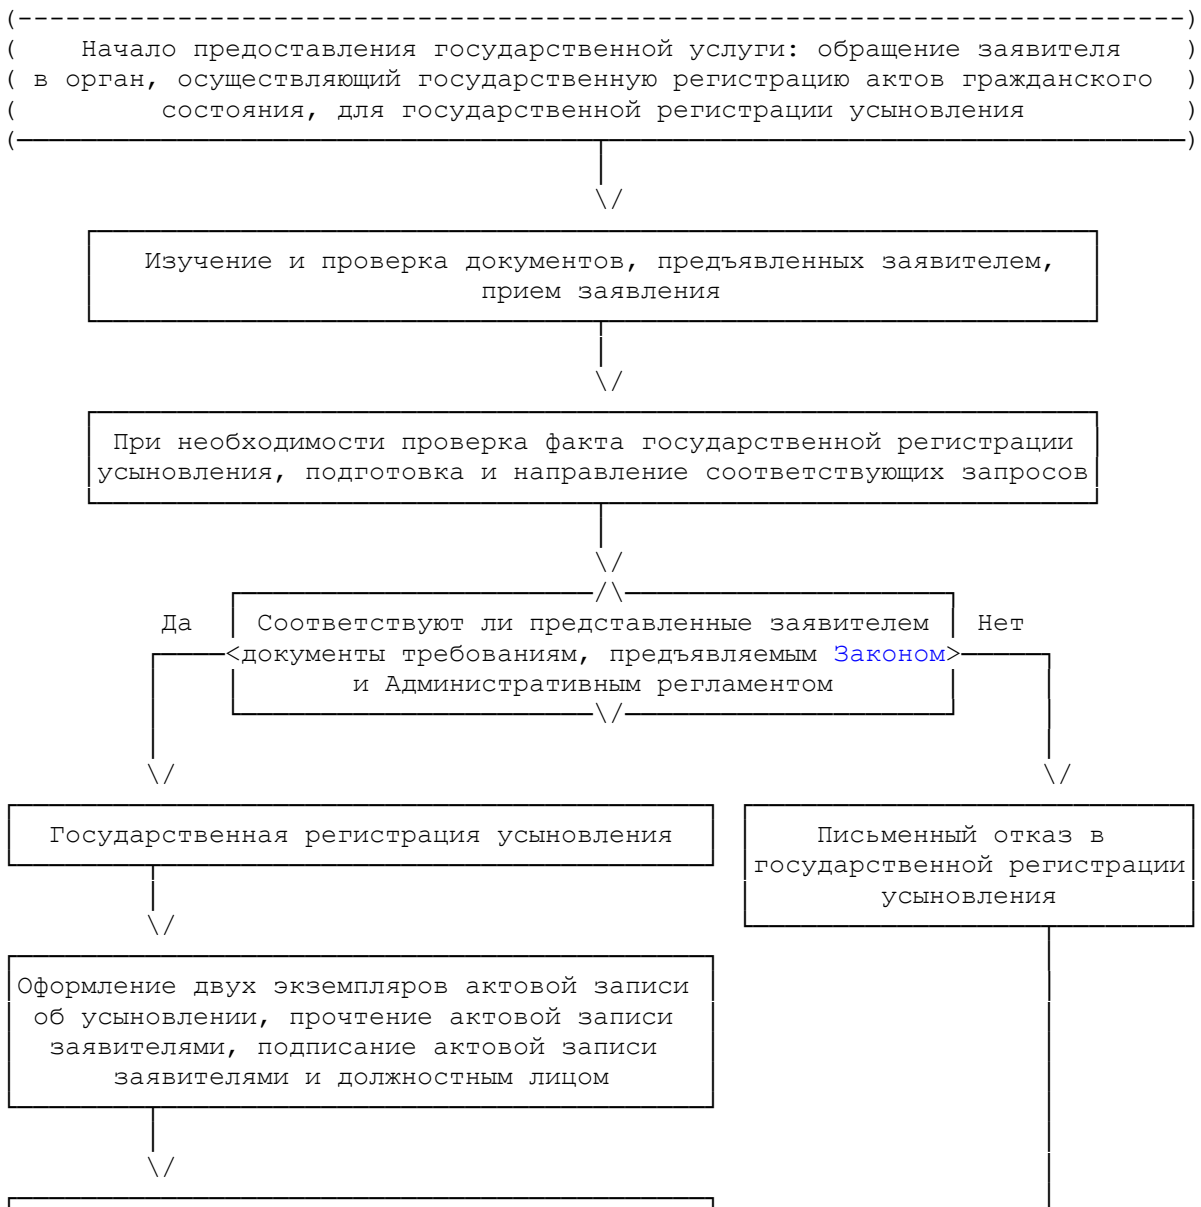 Начало предоставления государственной услуги: обращение заявителя
в орган, осуществляющий государственную регистрацию актов гражданского
состояния, для государственной регистрации усыновления
Изучение и проверка документов, предъявленных заявителем,
прием заявления
При необходимости проверка факта государственной регистрации
усыновления, подготовка и направление соответствующих запросов
Да
Соответствуют ли представленные заявителем
Нет
документы требованиям, предъявляемым Законом
и Административным регламентом
Государственная регистрация усыновления
Письменный отказ в
государственной регистрации
усыновления
Оформление двух экземпляров актовой записи
об усыновлении, прочтение актовой записи
заявителями, подписание актовой записи
заявителями и должностным лицом